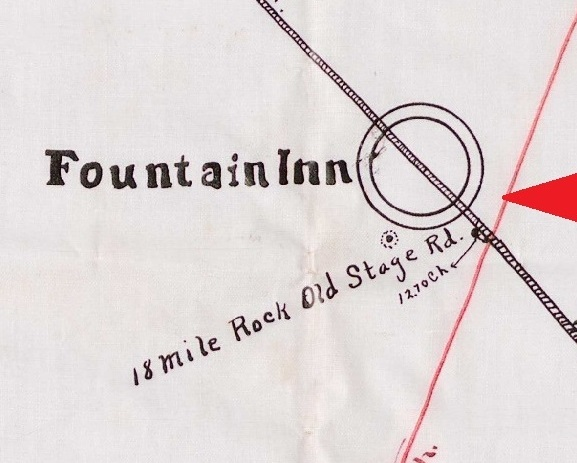 Fountain Inn
18 mile Rock Old Stage Rd.
12.70 Ch